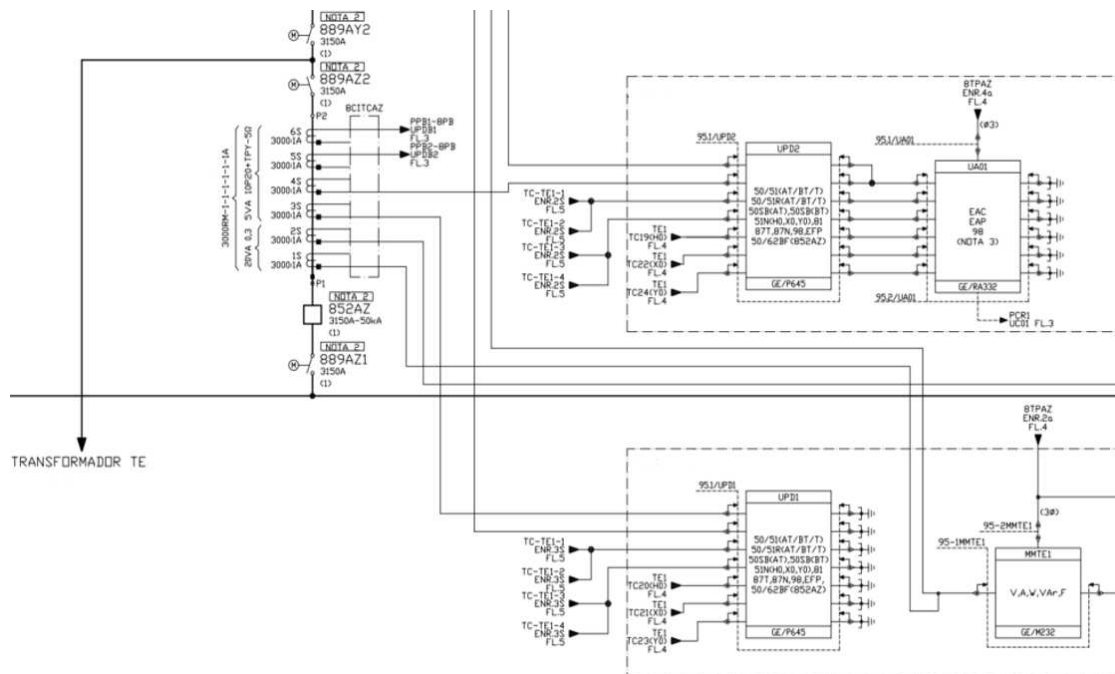 NOTA 2
889AY2
3150A
(1)
NOTA 2
889AZ2
3150A
(1)
M
M
P2
8CITCAZ
6S
3000:1A
5S
3000:1A
4S
3000:1A
3S
3000:1A
2S
3000:1A
1S
3000:1A
3000RM-1-1-1-1-1-1A
5VA 10P20+TPY-5Ω
20VA 0,3
PPB1-8PB
UPDB1
FL.3
PPB2-8PB
UPDB2
FL.3
P1
NOTA 2
852AZ
3150A-50kA
(1)
NOTA 2
889AZ1
3150A
(1)
M
TRANSFORMADOR TE
8TPAZ
ENR.4a
FL.4
(Ø3)
95.1/UPD2
95.1/UA01
UPD2
50/51(AT/BT/T)
50/51R(AT/BT/T)
50SB(AT),50SB(BT)
51N(H0,X0,Y0),81
87T,87N,98,EFP
50/62BF(852AZ)
GE/P645
TC-TE1-1
ENR.2S
FL.5
TC-TE1-2
ENR.2S
FL.5
TC-TE1-3
ENR.2S
FL.5
TC-TE1-4
ENR.2S
FL.5
TE1
TC19(H0)
FL.4
TE1
TC22(X0)
FL.4
TE1
TC24(Y0)
FL.4
UA01
EAC
EAP
98
(NOTA 3)
GE/RA332
95.2/UA01
PCR1
UC01 FL.3
8TPAZ
ENR.2a
FL.4
(3Ø)
95-2MMTE1
95-1MMTE1
MMTE1
V,A,W,VAr,F
GE/M232
95.1/UPD1
UPD1
50/51(AT/BT/T)
50/51R(AT/BT/T)
50SB(AT),50SB(BT)
51N(H0,X0,Y0),81
87T,87N,98,EFP,
50/62BF(852AZ)
GE/P645
TC-TE1-1
ENR.3S
FL.5
TC-TE1-2
ENR.3S
FL.5
TC-TE1-3
ENR.3S
FL.5
TC-TE1-4
ENR.3S
FL.5
TE1
TC20(H0)
FL.4
TE1
TC21(X0)
FL.4
TE1
TC23(Y0)
FL.4